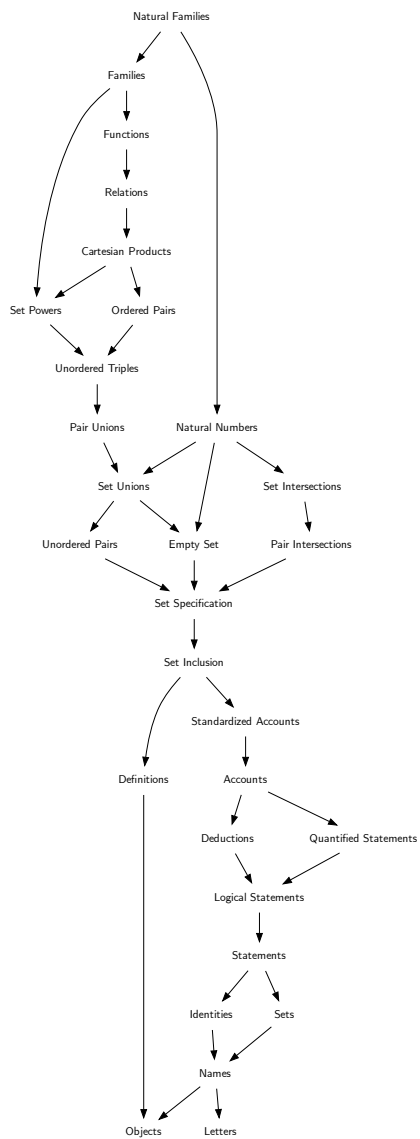 Natural Families
Families
Functions
Relations
Cartesian Products
Set Powers
Ordered Pairs
Unordered Triples
Pair Unions
Natural Numbers
Set Unions
Set Intersections
Unordered Pairs
Empty Set
Pair Intersections
Set Specification
Set Inclusion
Standardized Accounts
Definitions
Accounts
Deductions
Quantified Statements
Logical Statements
Statements
Identities
Sets
Names
Objects
Letters